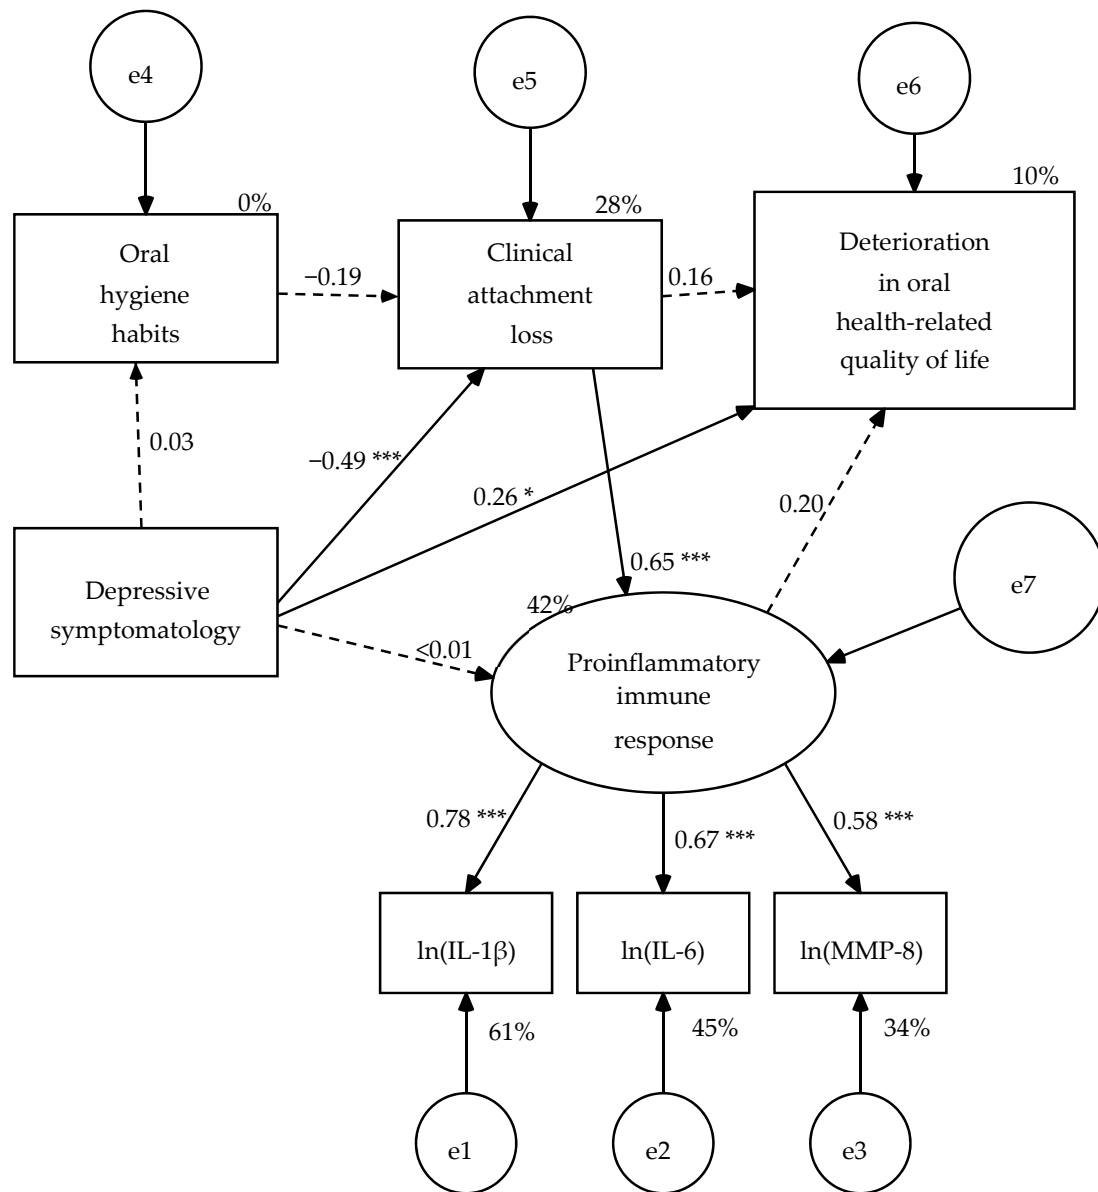 e4
e5
e6
0%
28%
10%
Oral
hygiene
habits
−0.19
Clinical
attachment
loss
0.16
Deterioration
in oral
health-related
quality of life
0.03
−0.49 ***
0.26 *
0.20
0.65 ***
Depressive
symptomatology
<0.01
42%
Proinflammatory
immune
response
e7
0.78 ***
0.67 ***
0.58 ***
ln(IL-1β)
ln(IL-6)
ln(MMP-8)
61%
45%
34%
e1
e2
e3